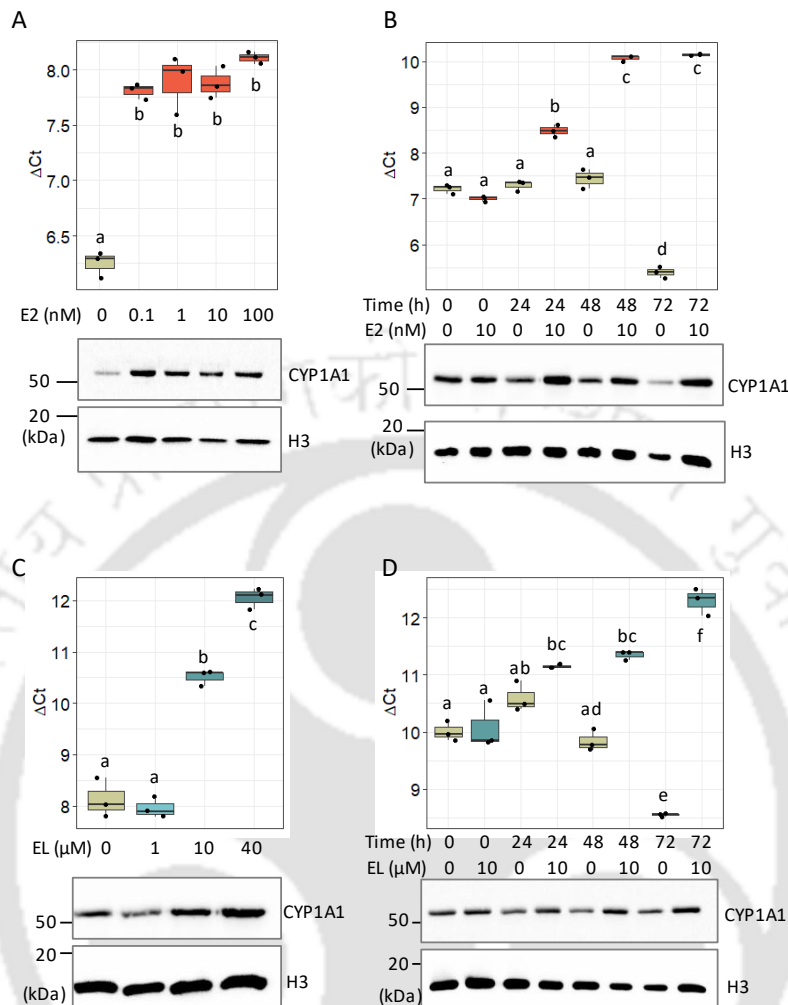 A
ΔCt
8.0
7.5
7.0
6.5
a
b
b
b
b
E2 (nM) 0 0.1 1 10 100
50
CYP1A1
20
(kDa)
H3
B
ΔCt
10
9
8
7
6
5
a
a
a
b
a
c
d
c
Time (h) 0 0 24 24 48 48 72 72
E2 (nM) 0 10 0 10 0 10 0 10
50
CYP1A1
20
(kDa)
H3
C
ΔCt
12
11
10
9
8
a
a
b
c
EL (μM) 0 1 10 40
50
CYP1A1
20
(kDa)
H3
D
ΔCt
12
11
10
9
a
a
ab
bc
ad
bc
e
f
Time (h) 0 0 24 24 48 48 72 72
EL (μM) 0 10 0 10 0 10 0 10
50
CYP1A1
20
(kDa)
H3